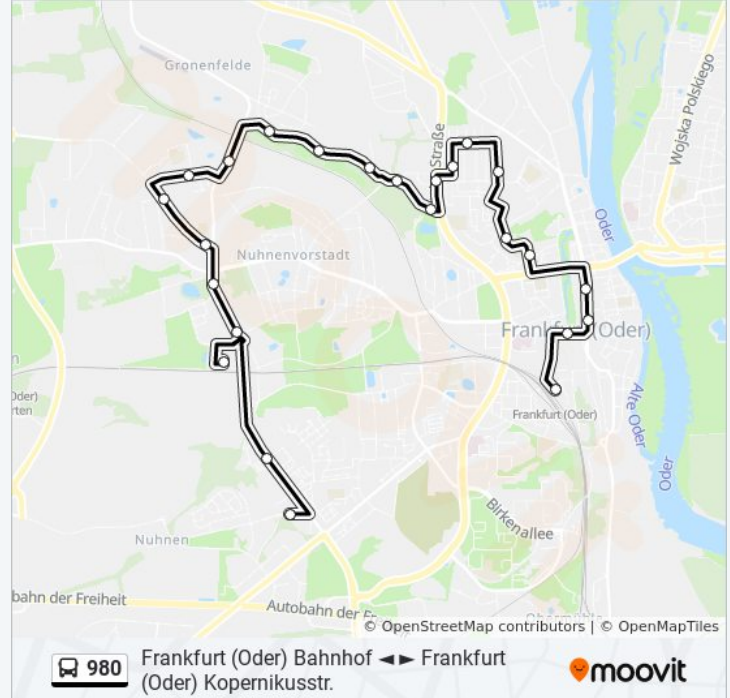 Gronenfelde
Straße
Wojska Polskiego
Oder
Nuhnenvorstadt
Frankfurt (Oder)
Oder)
rten
Frankfurt (Oder)
Alte Oder
Oder
Birkenallee
Nuhnen
bahn der Freiheit
Autobahn der Fr
© OpenStreetMap contributors | © OpenMapTiles
980
Frankfurt (Oder) Bahnhof ◄► Frankfurt
(Oder) Kopernikusstr.
moovit